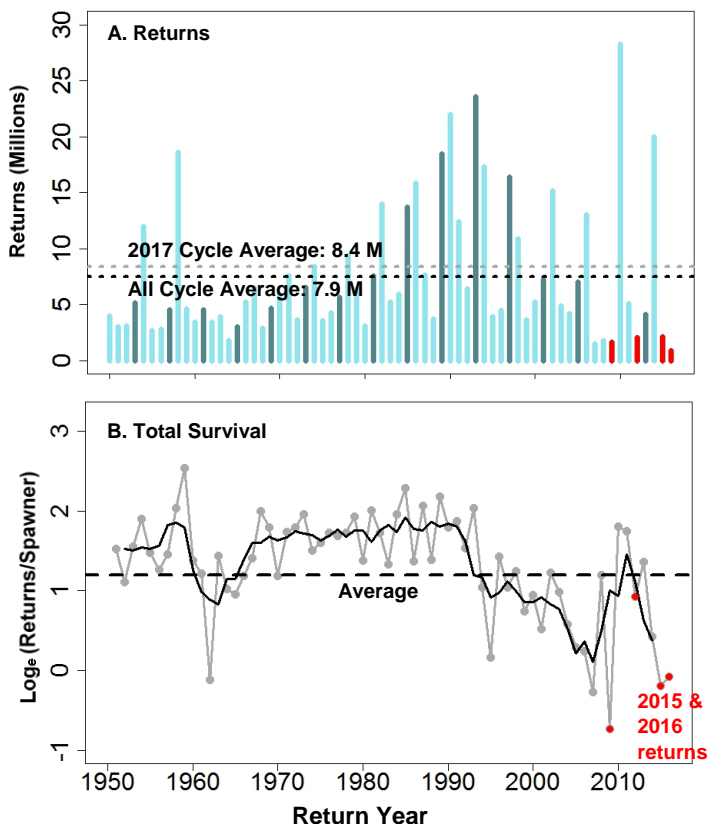 A. Returns
Returns (Millions)
30
25
20
15
10
5
0
2017 Cycle Average: 8.4 M
All Cycle Average: 7.9 M
B. Total Survival
Logₑ (Returns/Spawner)
3
2
1
0
-1
Average
2015 &
2016
returns
1950 1960 1970 1980 1990 2000 2010
Return Year